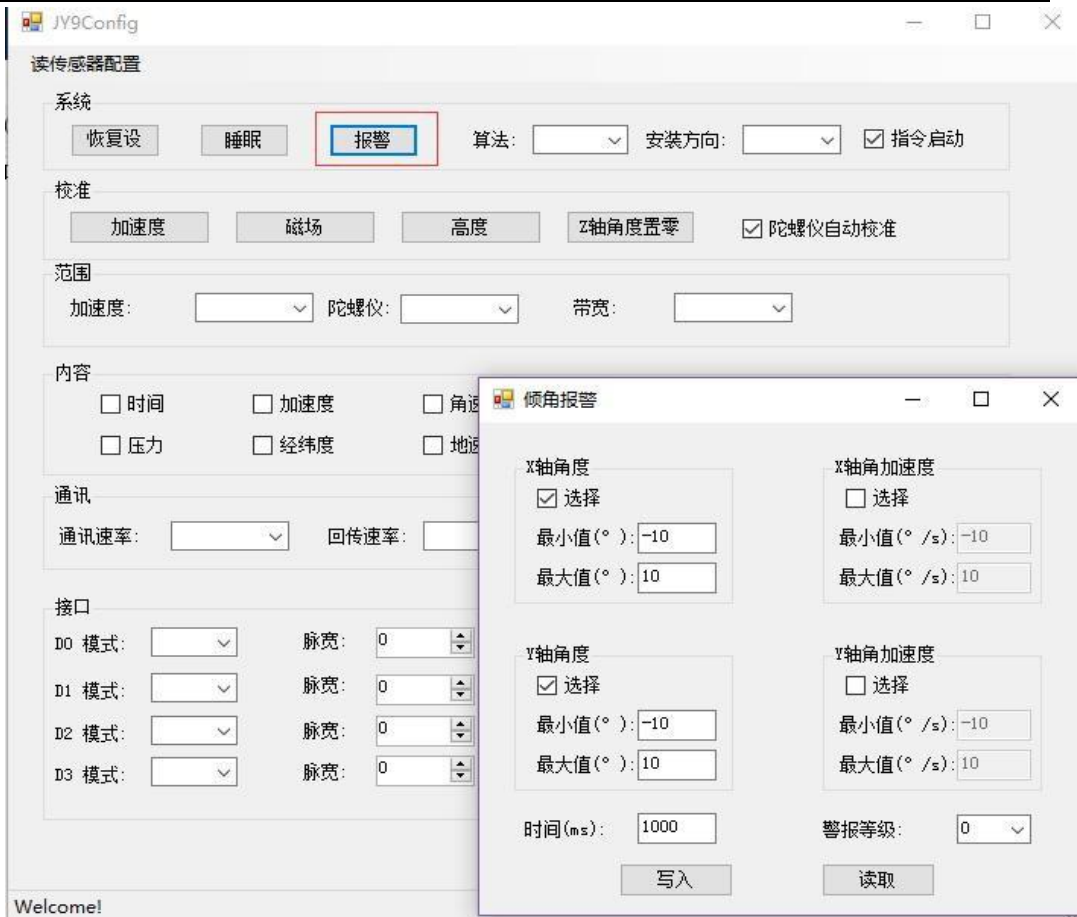 JY9Config
读传感器配置
系统
恢复设 睡眠 报警 算法: 安装方向: 指令启动
校准
加速度 磁场 高度 Z轴角度置零 陀螺仪自动校准
范围
加速度: 陀螺仪: 带宽:
内容
时间 加速度 角速
压力 经纬度 地速
通讯
通讯速率: 回传速率:
接口
D0 模式: 脉宽: 0
D1 模式: 脉宽: 0
D2 模式: 脉宽: 0
D3 模式: 脉宽: 0
Welcome!
倾角报警
X轴角度 X轴角加速度
选择 选择
最小值(° ): -10 最小值(° /s): -10
最大值(° ): 10 最大值(° /s): 10
Y轴角度 Y轴角加速度
选择 选择
最小值(° ): -10 最小值(° /s): -10
最大值(° ): 10 最大值(° /s): 10
时间(ms): 1000 警报等级: 0
写入 读取